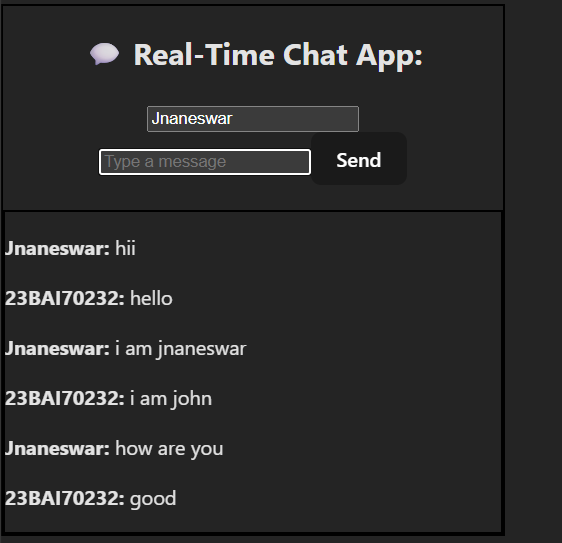 💬 Real-Time Chat App:
Jnaneswar
Type a message Send
Jnaneswar: hii
23BAI70232: hello
Jnaneswar: i am jnaneswar
23BAI70232: i am john
Jnaneswar: how are you
23BAI70232: good